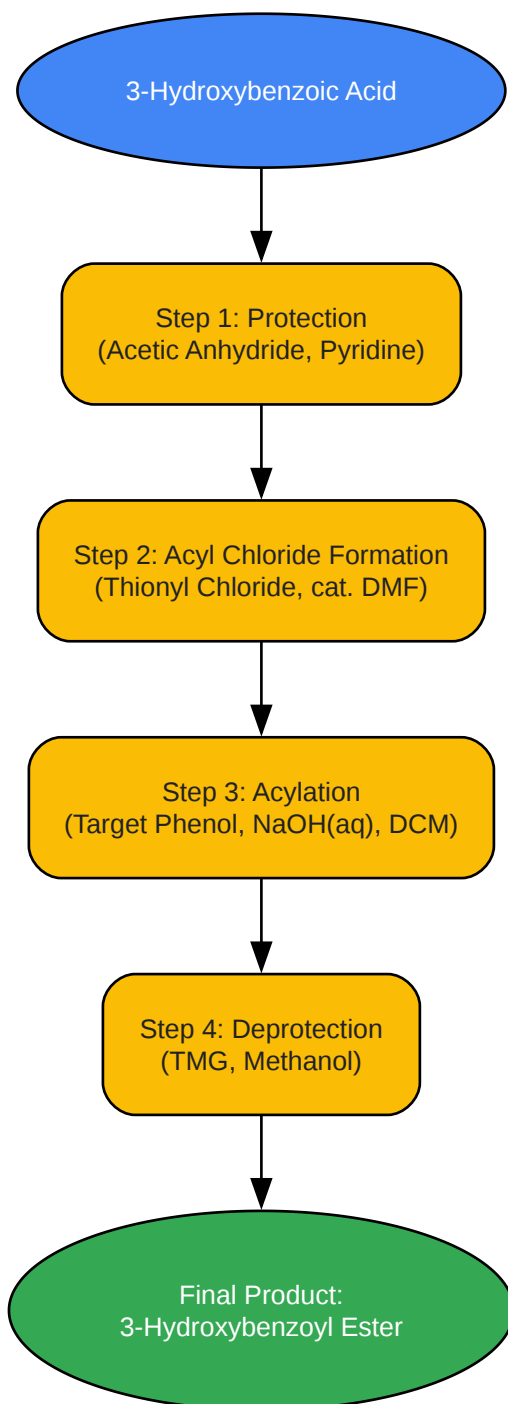 3-Hydroxybenzoic Acid
Step 1: Protection
(Acetic Anhydride, Pyridine)
Step 2: Acyl Chloride Formation
(Thionyl Chloride, cat. DMF)
Step 3: Acylation
(Target Phenol, NaOH(aq), DCM)
Step 4: Deprotection
(TMG, Methanol)
Final Product:
3-Hydroxybenzoyl Ester